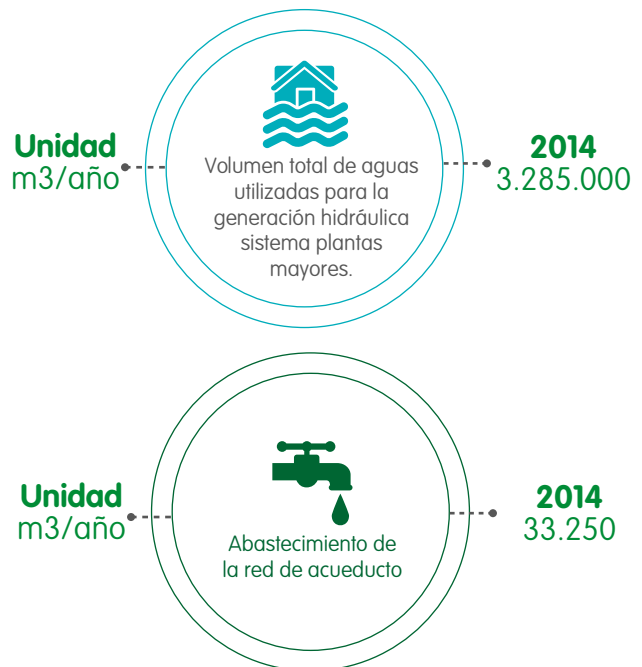 Unidad
m3/año
Volumen total de aguas
utilizadas para la
generación hidráulica
sistema plantas
mayores.
2014
3.285.000
Unidad
m3/año
Abastecimiento de
la red de acueducto
2014
33.250